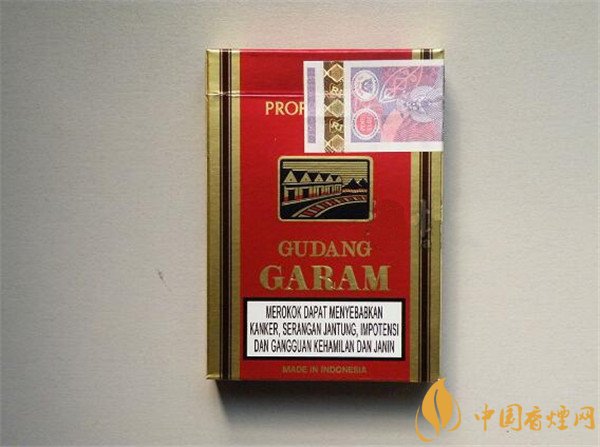 GUDANG
GARAM
MEROKOK DAPAT MENYEBABKAN
KANKER, SERANGAN JANTUNG, IMPOTENSI
DAN GANGGUAN KEHAMILAN DAN JANIN
MADE IN INDONESIA
中国香烟网